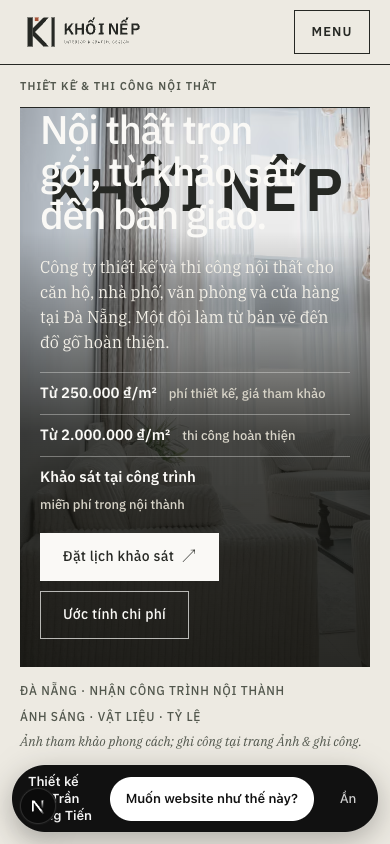 KHỐI NẾP
MENU
THIẾT KẾ & THI CÔNG NỘI THẤT
KHỐI NẾP
Nội thất trọn
gói, từ khảo sát
đến bàn giao.
Công ty thiết kế và thi công nội thất cho
căn hộ, nhà phố, văn phòng và cửa hàng
tại Đà Nẵng. Một đội làm từ bản vẽ đến
đồ gỗ hoàn thiện.
Từ 250.000 ₫/m² phí thiết kế, giá tham khảo
Từ 2.000.000 ₫/m² thi công hoàn thiện
Khảo sát tại công trình
miễn phí trong nội thành
Đặt lịch khảo sát ↗
Ước tính chi phí
ĐÀ NẴNG · NHẬN CÔNG TRÌNH NỘI THÀNH
ÁNH SÁNG · VẬT LIỆU · TỶ LỆ
Ảnh tham khảo phong cách; ghi công tại trang Ảnh & ghi công.
Thiết kế
Trần
Tiến
N
Muốn website như thế này?
Ẩn